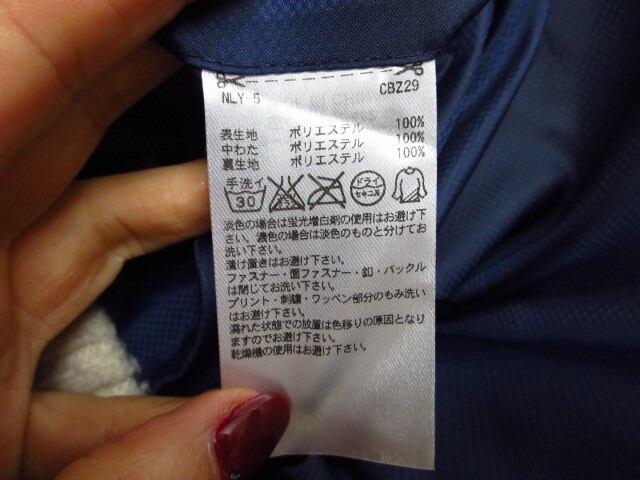 NLY-5 CBZ29
表生地 ポリエステル 100%
中わた ポリエステル 100%
裏生地 ポリエステル 100%
手洗イ
30
ドライ
セキユ系
淡色の場合は蛍光増白剤の使用はお避け下
さい。濃色の場合は淡色のものと分けてお
洗い下さい。
漬け置きはお避け下さい。
ファスナー・面ファスナー・釦・バックル
は閉じてお洗い下さい。
プリント・刺繍・ワッペン部分のもみ洗い
はお避け下さい。
濡れた状態での放置は色移りの原因となり
ますのでお避け下さい。
乾燥機の使用はお避け下さい。